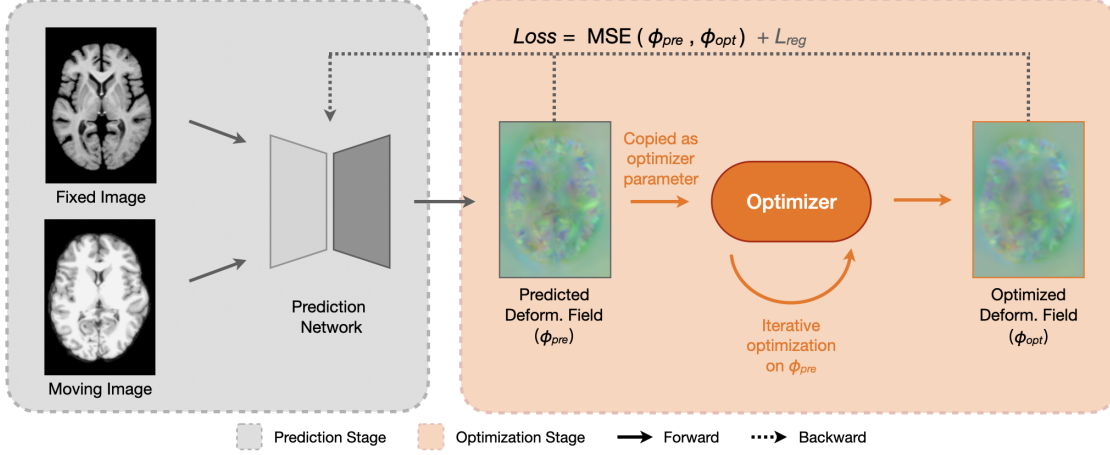 Loss = MSE ( ϕpre , ϕopt ) + Lreg
Fixed Image
Moving Image
Prediction
Network
Predicted
Deform. Field
(ϕpre)
Copied as
optimizer
parameter
Optimizer
Iterative
optimization
on ϕpre
Optimized
Deform. Field
(ϕopt)
Prediction Stage
Optimization Stage
Forward
Backward